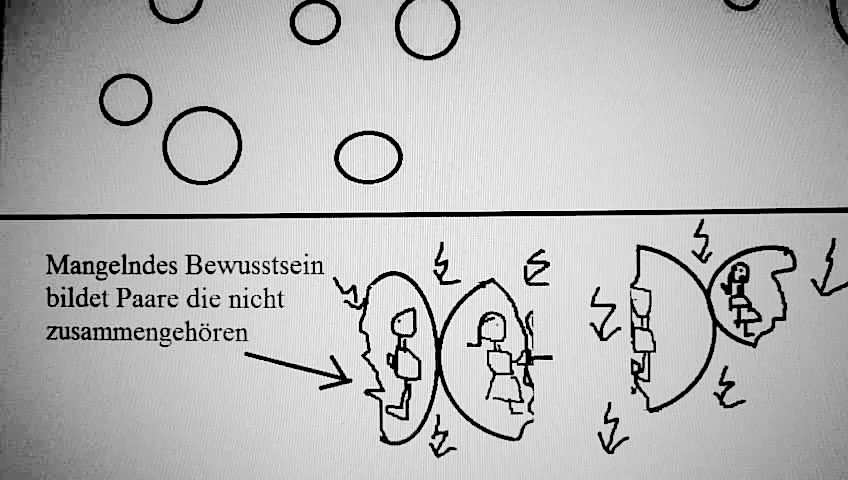 Mangelndes Bewusstsein
bildet Paare die nicht
zusammengehören